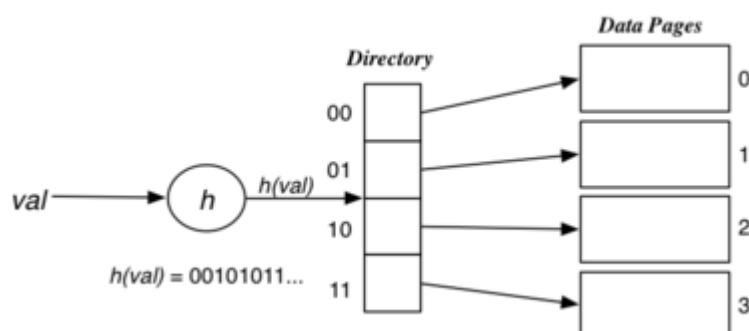 Data Pages
Directory
00
0
01
1
val
h
h(val)
10
2
h(val) = 00101011...
11
3